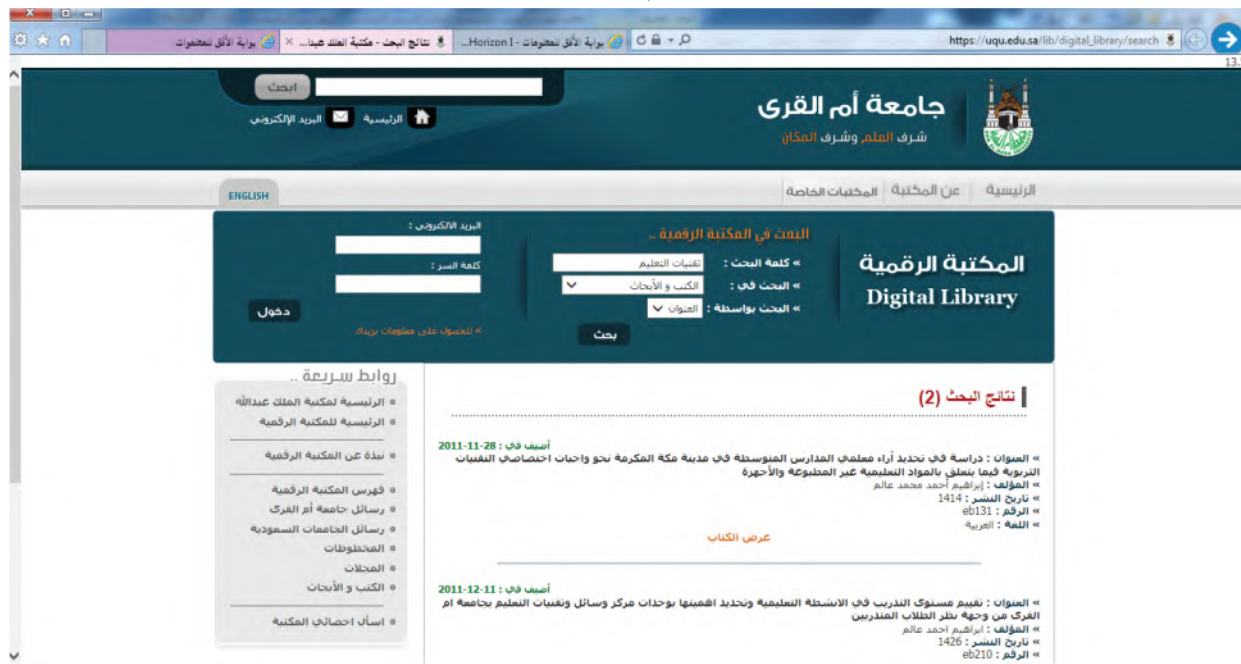 بوابة الأفق للمعلومات
نتائج البحث - مكتبة الملك عبدا...
بوابة الأفق للمعلومات - Horizon I...
https://uqu.edu.sa/lib/digital_library/search
13.
ابحث
الرئيسية
البريد الإلكتروني
جامعة أم القرى
شرف العلم وشرف المكان
الرئيسية
عن المكتبة
المكتبات الخاصة
ENGLISH
المكتبة الرقمية
Digital Library
البحث في المكتبة الرقمية ..
» كلمة البحث : تقنيات التعليم
» البحث في : الكتب و الأبحاث
» البحث بواسطة : العنوان
بحث
البريد الالكتروني :
كلمة السر :
دخول
» للحصول على معلومات بريدك
نتائج البحث (2)
أضيف في : 28-11-2011
» العنوان : دراسة في تحديد أراء معلمي المدارس المتوسطة في مدينة مكة المكرمة نحو واجبات اختصاصي التقنيات
التربوية فيما يتعلق بالمواد التعليمية غير المطبوعة والأجهزة
» المؤلف : إبراهيم أحمد محمد عالم
» تاريخ النشر : 1414
» الرقم : eb131
» اللغة : العربية
عرض الكتاب
أضيف في : 11-12-2011
» العنوان : تقييم مستوى التدريب في الانشطة التعليمية وتحديد اهميتها بوحدات مركز وسائل وتقنيات التعليم بجامعة ام
القرى من وجهة نظر الطلاب المتدربين
» المؤلف : ابراهيم احمد عالم
» تاريخ النشر : 1426
» الرقم : eb210
روابط سريعة ..
الرئيسية لمكتبة الملك عبدالله
الرئيسية للمكتبة الرقمية
نبذة عن المكتبة الرقمية
فهرس المكتبة الرقمية
رسائل جامعة أم القرى
رسائل الجامعات السعودية
المخطوطات
المجلات
الكتب و الأبحاث
اسأل اخصائي المكتبة